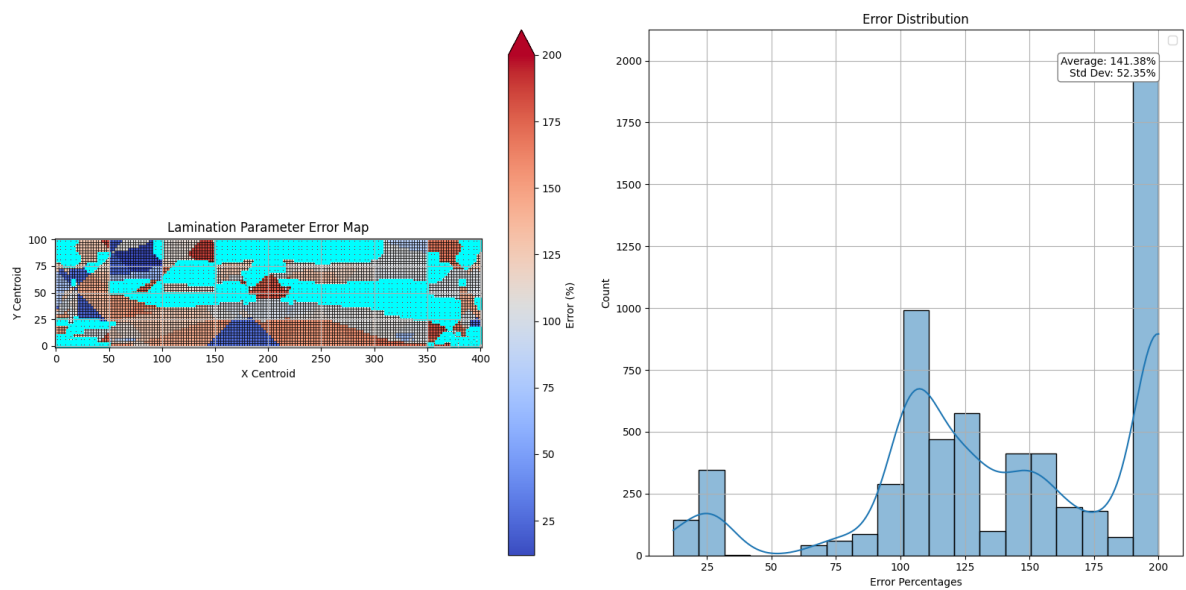 Lamination Parameter Error Map
100
75
50
25
0
Y Centroid
0 50 100 150 200 250 300 350 400
X Centroid
200
175
150
125
100
75
50
25
Error (%)
Error Distribution
Average: 141.38%
Std Dev: 52.35%
2000
1750
1500
1250
1000
750
500
250
0
Count
25 50 75 100 125 150 175 200
Error Percentages